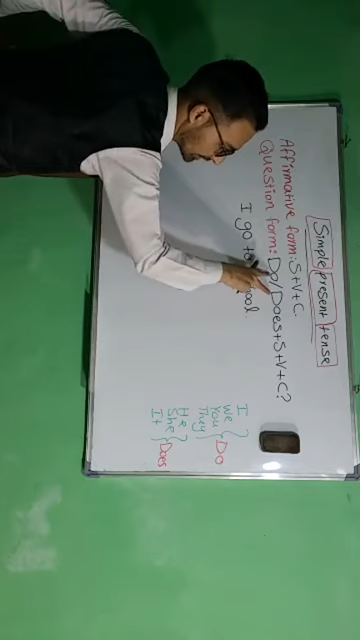 Simple present tense
Affirmative form: S+V+C.
Question form: Do/Does+S+V+C?
I go to
I
We
You
They
Do
He
She
It
Does